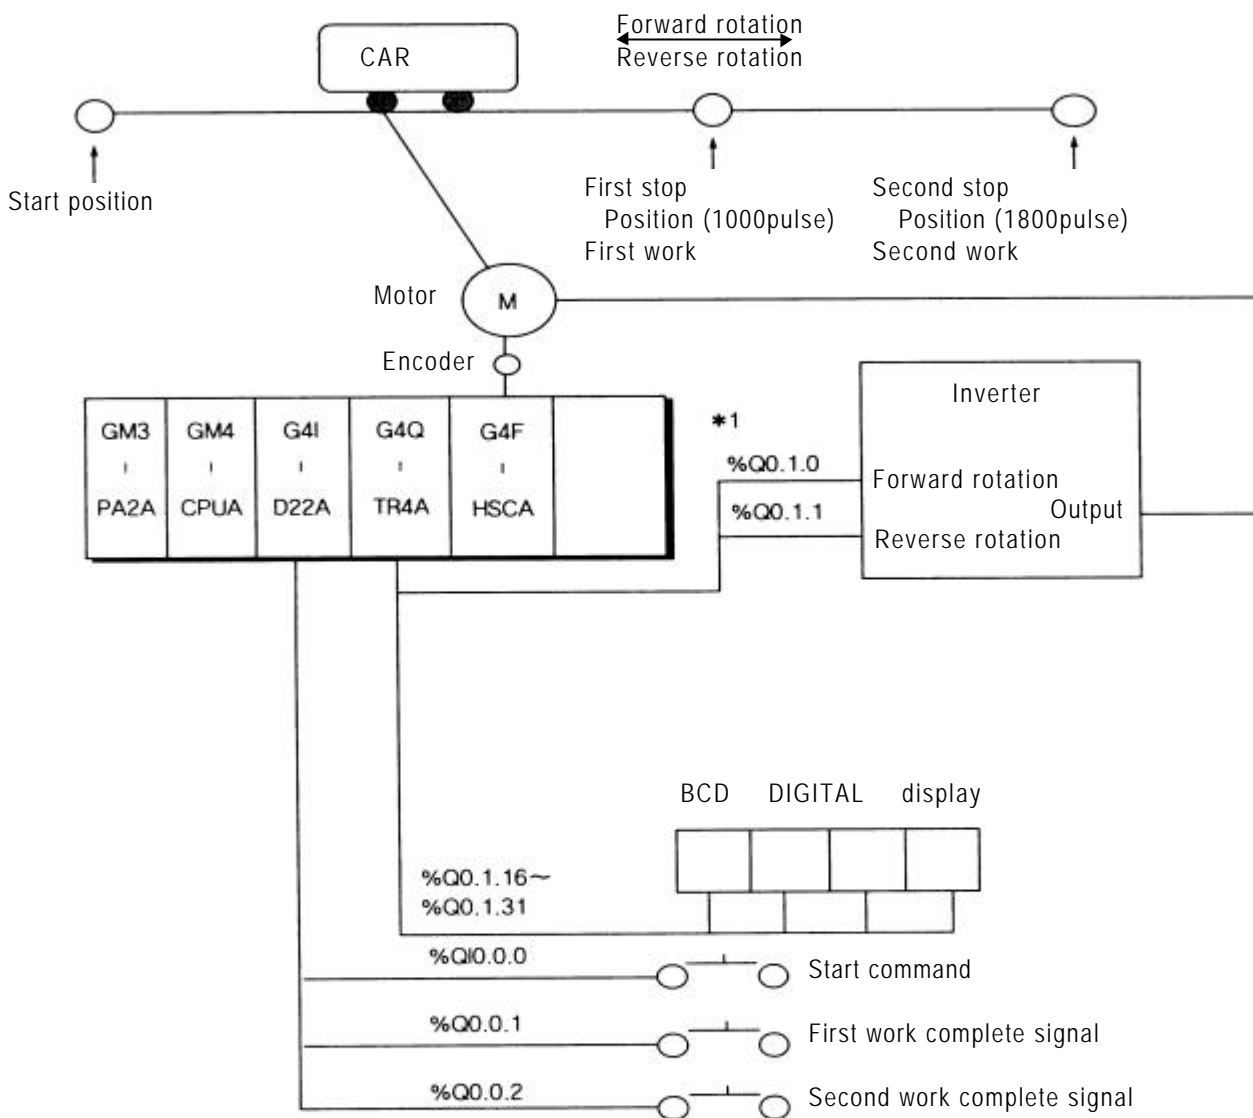 Forward rotation
CAR
Reverse rotation
Start position
First stop
Position (1000pulse)
First work
Second stop
Position (1800pulse)
Second work
Motor
M
Encoder
GM3
-
PA2A
GM4
-
CPUA
G4I
-
D22A
G4Q
-
TR4A
G4F
-
HSCA
*1
%Q0.1.0
%Q0.1.1
Inverter
Forward rotation
Output
Reverse rotation
BCD DIGITAL display
%Q0.1.16~
%Q0.1.31
%QI0.0.0
Start command
%Q0.0.1
First work complete signal
%Q0.0.2
Second work complete signal